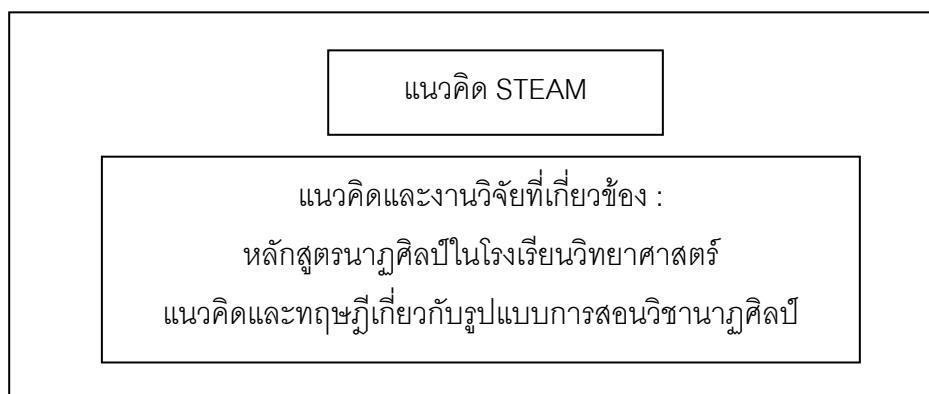 แนวคิด STEAM
แนวคิดและงานวิจัยที่เกี่ยวข้อง :
หลักสูตรนาฏศิลป์ในโรงเรียนวิทยาศาสตร์
แนวคิดและทฤษฎีเกี่ยวกับรูปแบบการสอนวิชานาฏศิลป์